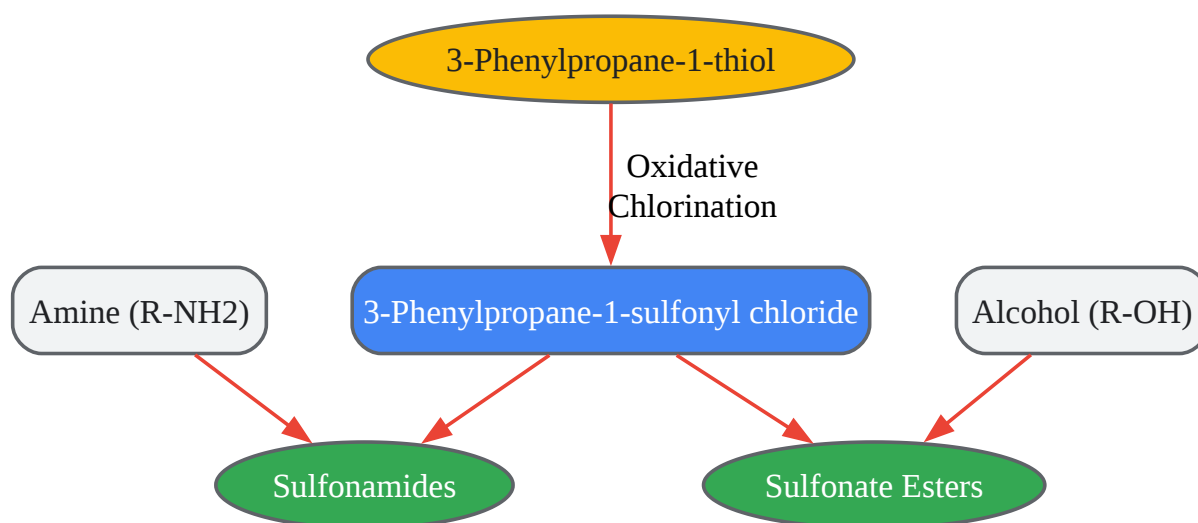 3-Phenylpropane-1-thiol
Oxidative
Chlorination
Amine (R-NH2)
3-Phenylpropane-1-sulfonyl chloride
Alcohol (R-OH)
Sulfonamides
Sulfonate Esters